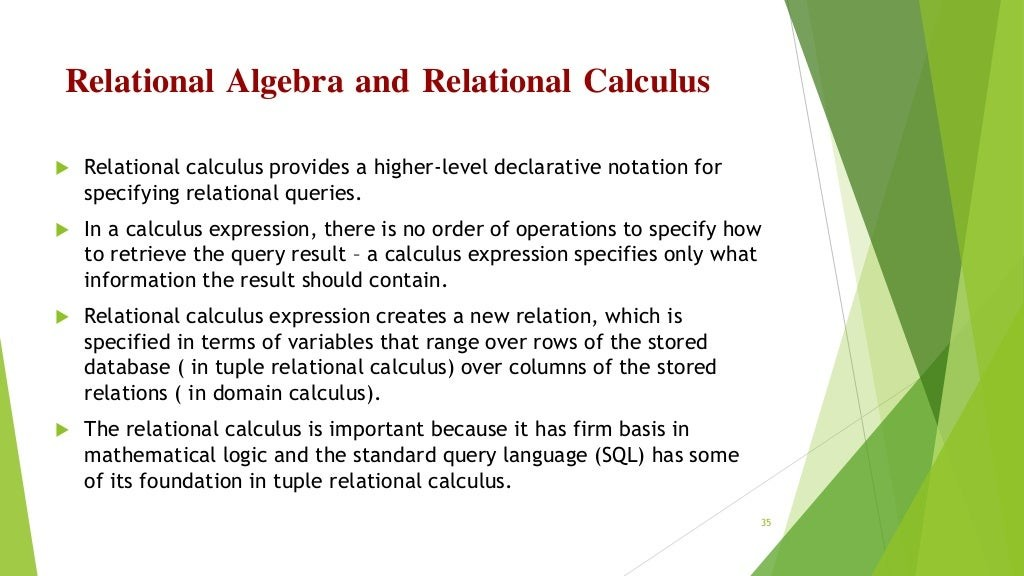 Relational Algebra and Relational Calculus
Relational calculus provides a higher-level declarative notation for
specifying relational queries.
In a calculus expression, there is no order of operations to specify how
to retrieve the query result – a calculus expression specifies only what
information the result should contain.
Relational calculus expression creates a new relation, which is
specified in terms of variables that range over rows of the stored
database ( in tuple relational calculus) over columns of the stored
relations ( in domain calculus).
The relational calculus is important because it has firm basis in
mathematical logic and the standard query language (SQL) has some
of its foundation in tuple relational calculus.
35